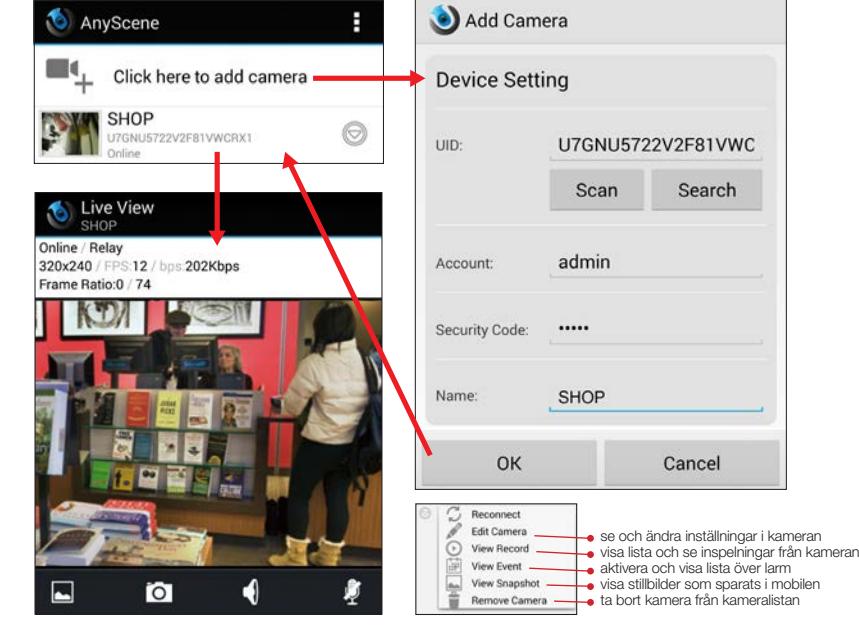 AnyScene
Click here to add camera
SHOP
U7GNU5722V2F81VWCRX1
Online
Live View
SHOP
Online / Relay
320x240 / FPS:12 / bps:202Kbps
Frame Ratio:0 / 74
Add Camera
Device Setting
UID:
U7GNU5722V2F81VWC
Scan
Search
Account:
admin
Security Code:
•••••
Name:
SHOP
OK
Cancel
Reconnect
Edit Camera
View Record
View Event
View Snapshot
Remove Camera
se och ändra inställningar i kameran
visa lista och se inspelningar från kameran
aktivera och visa lista över larm
visa stillbilder som sparats i mobilen
ta bort kamera från kameralistan